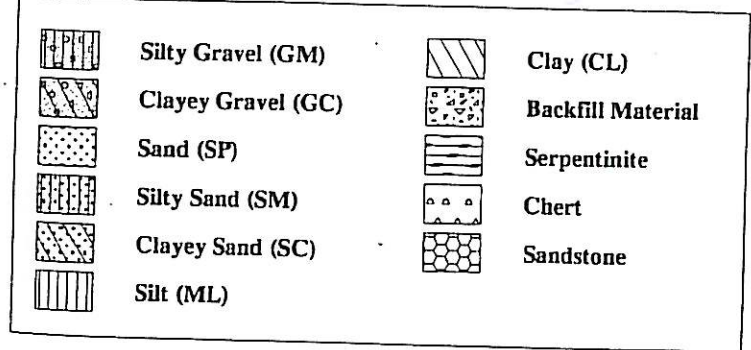 Silty Gravel (GM)
Clayey Gravel (GC)
Sand (SP)
Silty Sand (SM)
Clayey Sand (SC)
Silt (ML)
Clay (CL)
Backfill Material
Serpentinite
Chert
Sandstone